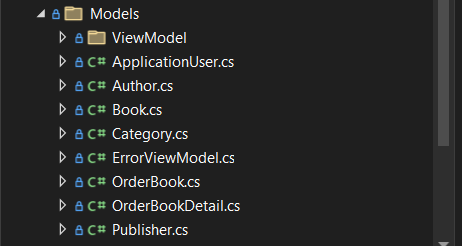 Models
ViewModel
C# ApplicationUser.cs
C# Author.cs
C# Book.cs
C# Category.cs
C# ErrorViewModel.cs
C# OrderBook.cs
C# OrderBookDetail.cs
C# Publisher.cs